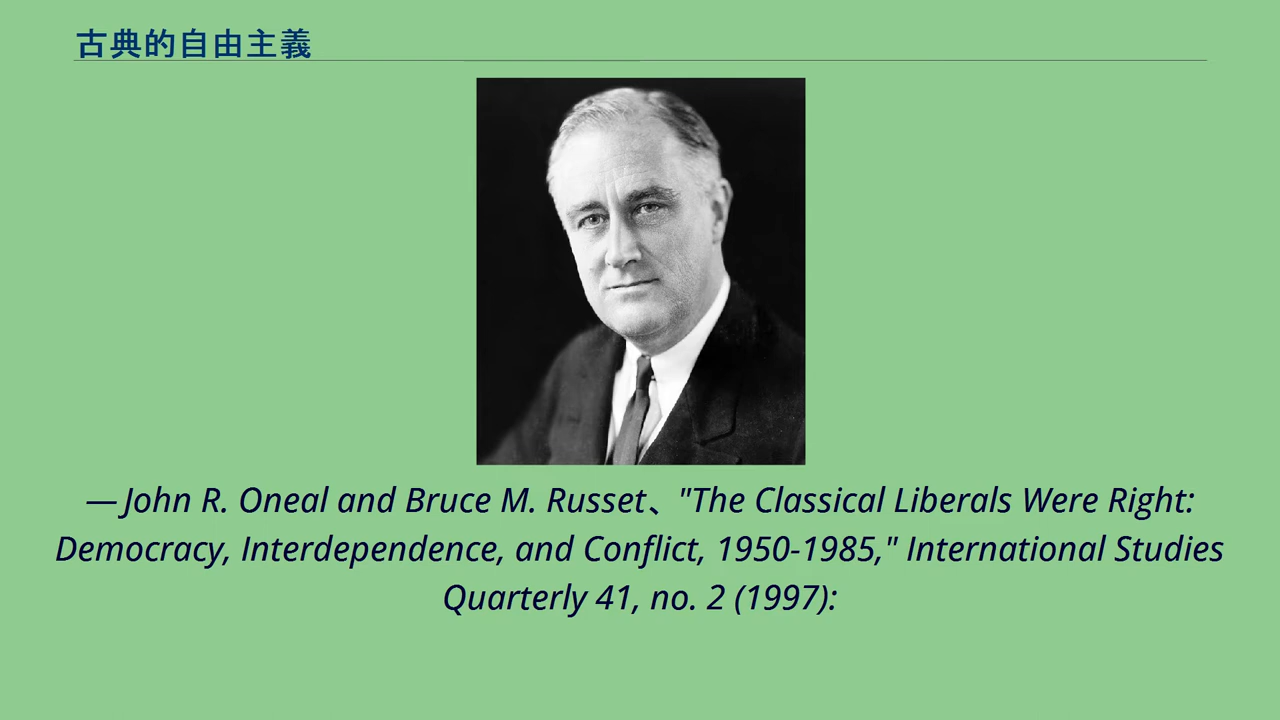 古典的自由主義
—John R. Oneal and Bruce M. Russet、"The Classical Liberals Were Right:
Democracy, Interdependence, and Conflict, 1950-1985," International Studies
Quarterly 41, no. 2 (1997):